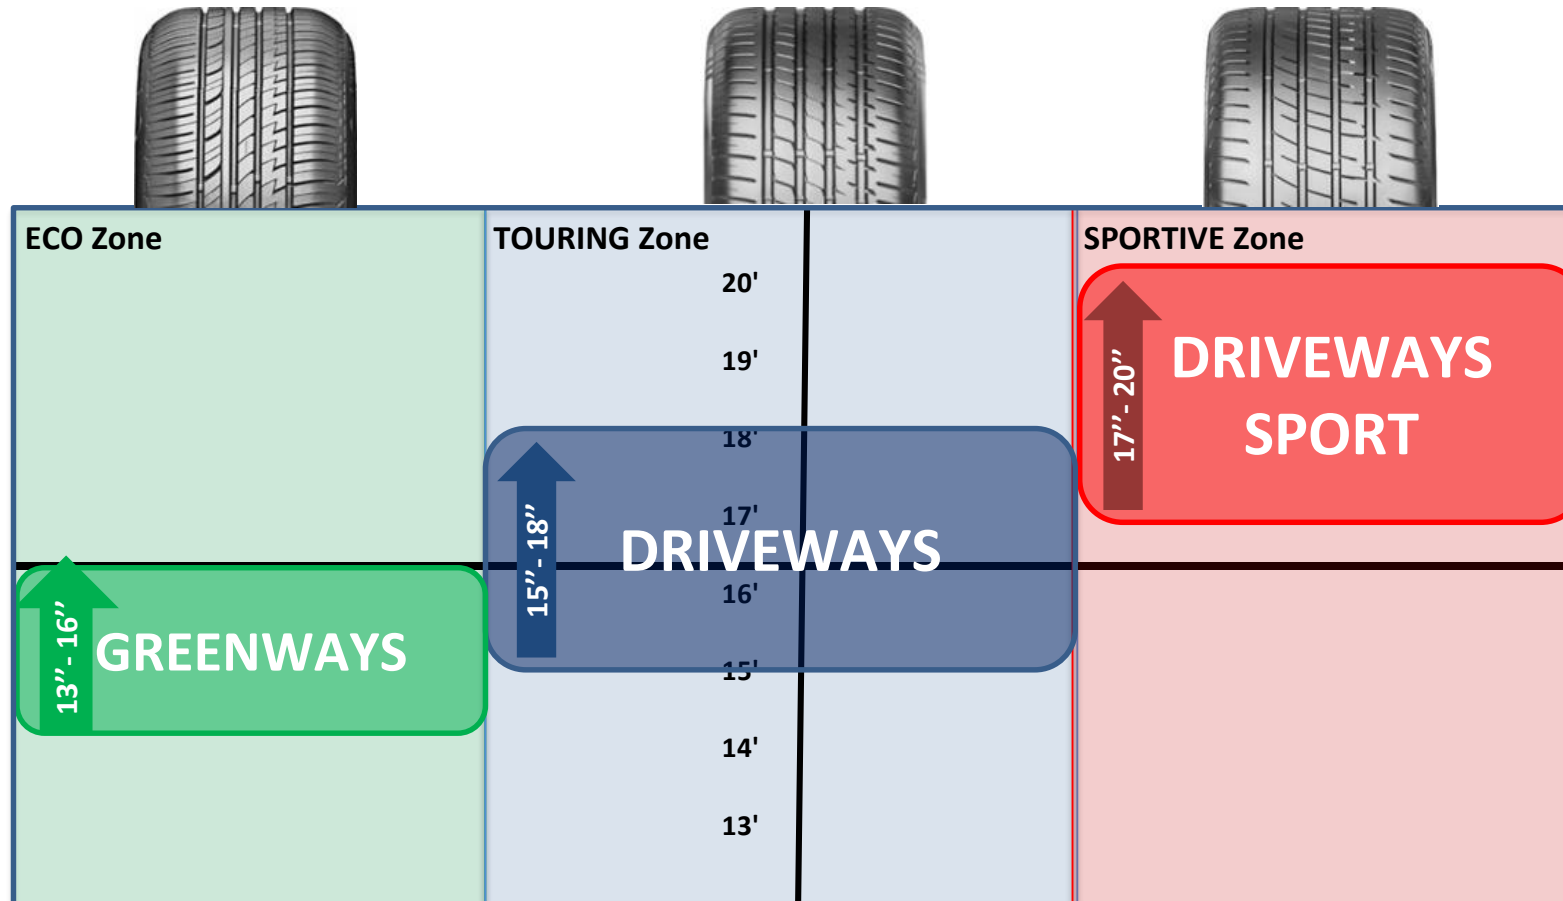 ECO Zone
TOURING Zone
SPORTIVE Zone
20'
19'
18'
17'
16'
15'
14'
13'
13’’- 16’’
GREENWAYS
15’’- 18’’
DRIVEWAYS
17’’- 20’’
DRIVEWAYS
SPORT